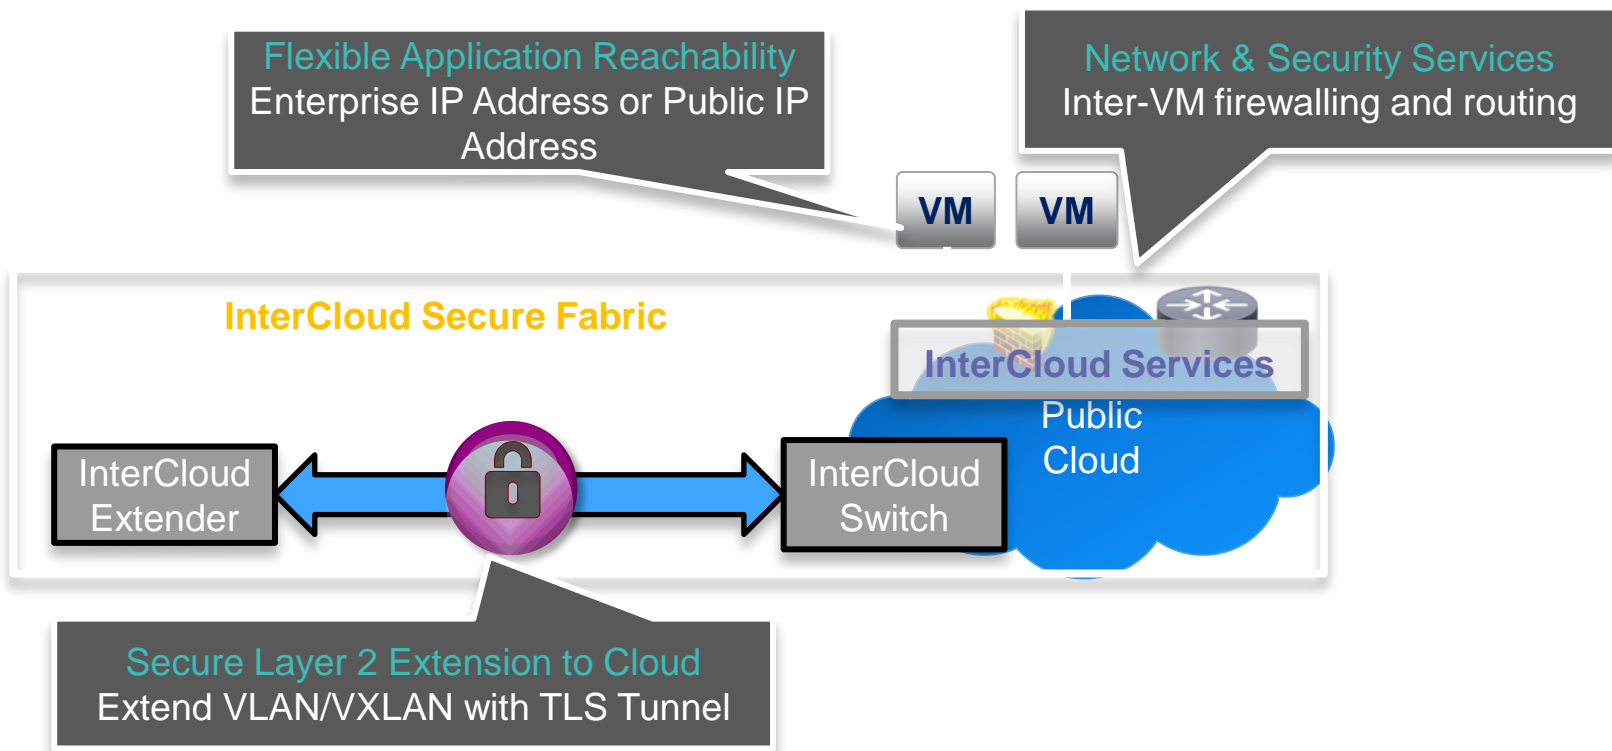 Flexible Application Reachability
Enterprise IP Address or Public IP
Address
Network & Security Services
Inter-VM firewalling and routing
VM
VM
InterCloud Secure Fabric
InterCloud Services
Public
Cloud
InterCloud
Extender
InterCloud
Switch
Secure Layer 2 Extension to Cloud
Extend VLAN/VXLAN with TLS Tunnel